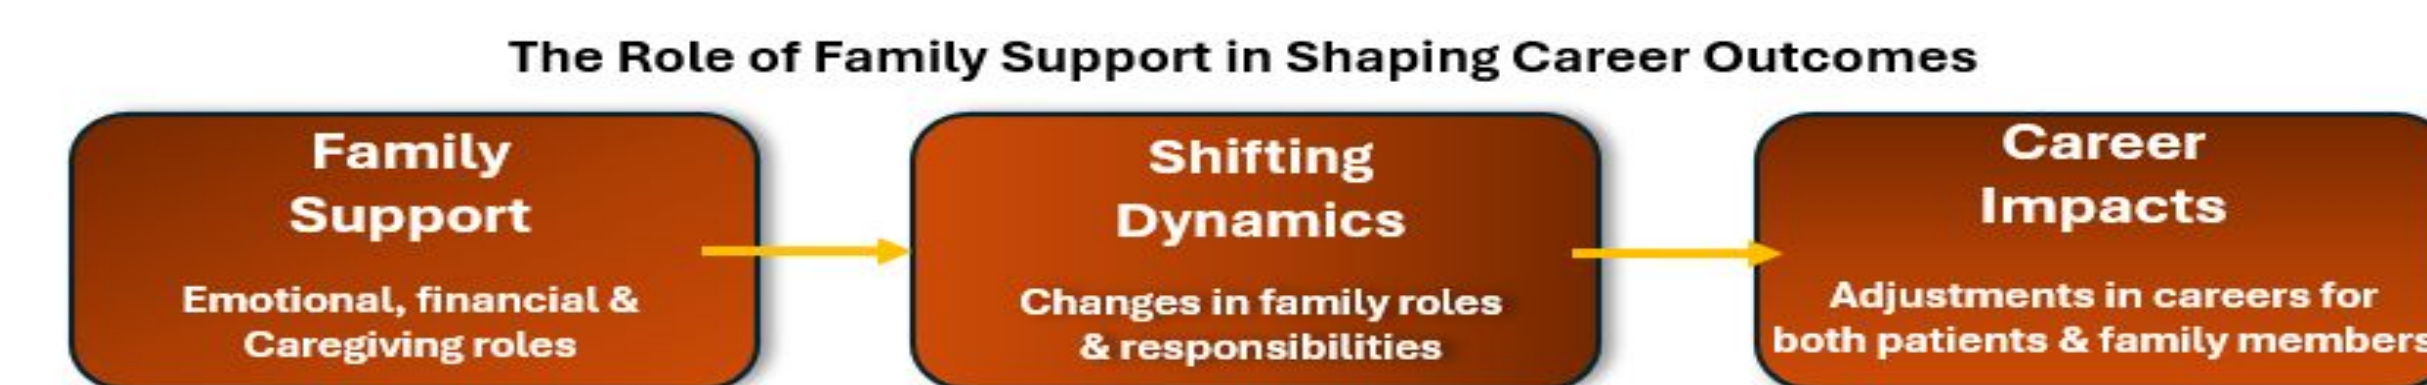 The Role of Family Support in Shaping Career Outcomes
Family
Support
Emotional, financial &
Caregiving roles
Shifting
Dynamics
Changes in family roles
& responsibilities
Career
Impacts
Adjustments in careers for
both patients & family members